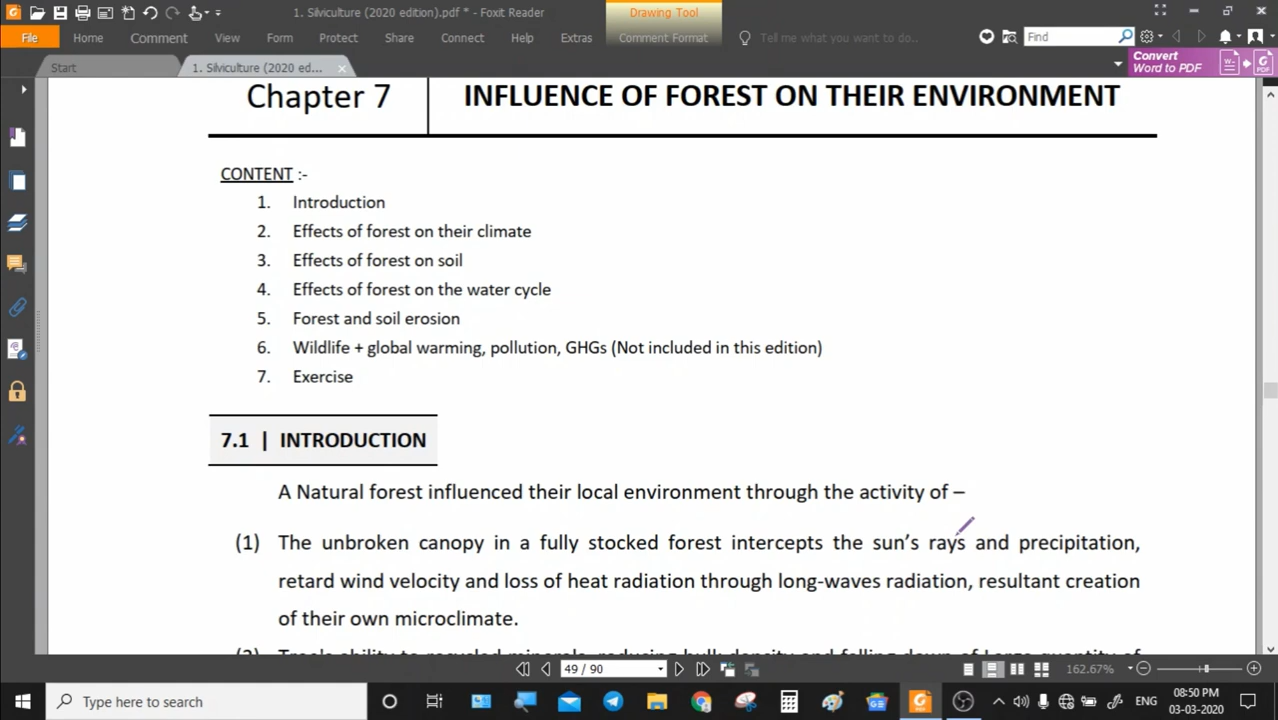 1. Silviculture (2020 edition).pdf * - Foxit Reader
Drawing Tool
File Home Comment View Form Protect Share Connect Help Extras Comment Format Tell me what you want to do.. Find
Start 1. Silviculture (2020 ed... Convert
Word to PDF
Chapter 7 INFLUENCE OF FOREST ON THEIR ENVIRONMENT
CONTENT :-
1. Introduction
2. Effects of forest on their climate
3. Effects of forest on soil
4. Effects of forest on the water cycle
5. Forest and soil erosion
6. Wildlife + global warming, pollution, GHGs (Not included in this edition)
7. Exercise
7.1 | INTRODUCTION
A Natural forest influenced their local environment through the activity of –
(1) The unbroken canopy in a fully stocked forest intercepts the sun's rays and precipitation,
retard wind velocity and loss of heat radiation through long-waves radiation, resultant creation
of their own microclimate.
49 / 90 162.67%
Type here to search
ENG
08:50 PM
03-03-2020